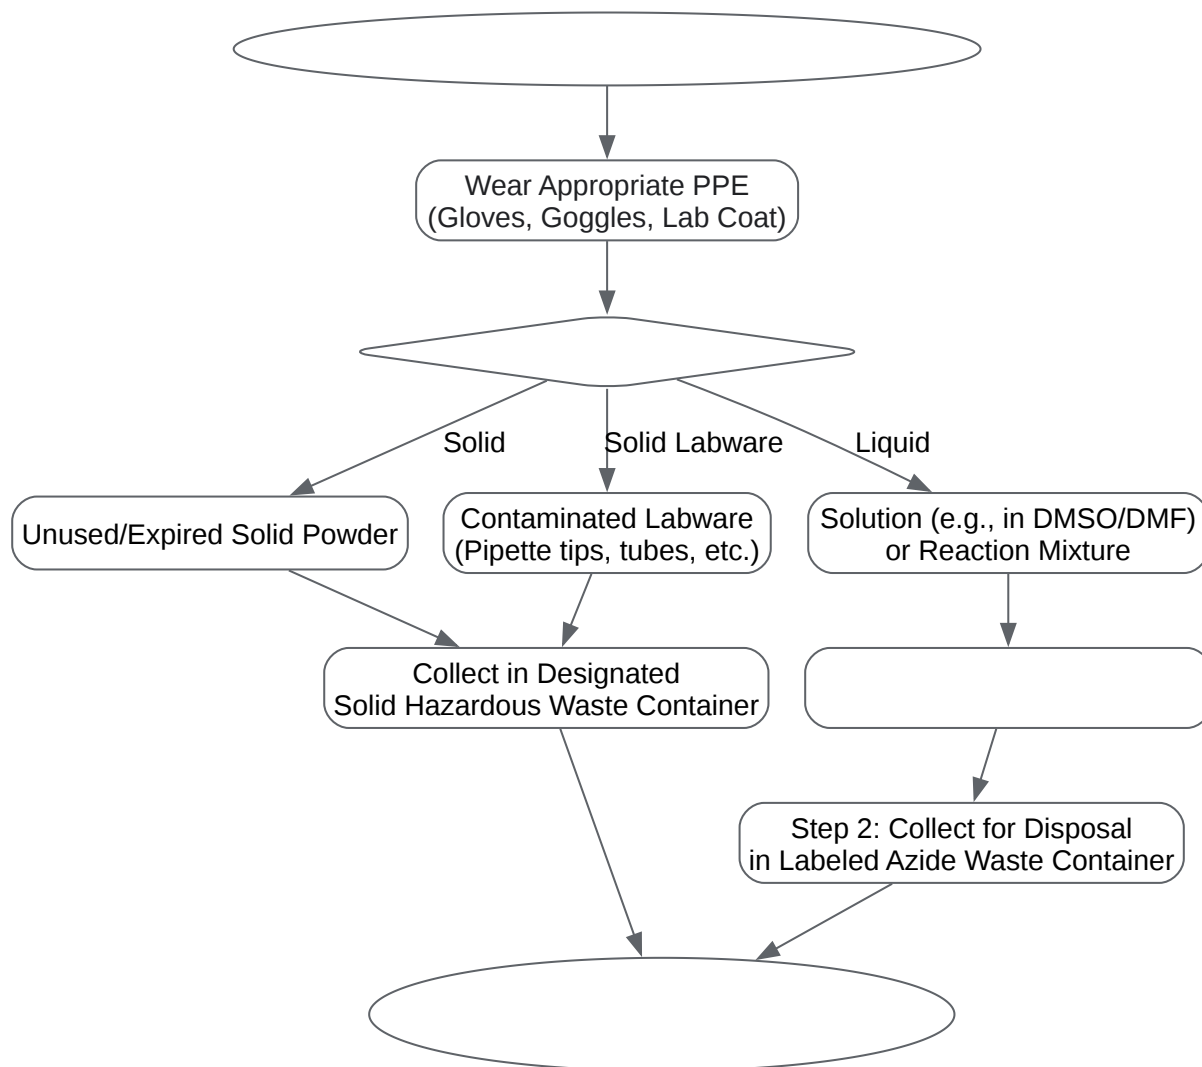 Wear Appropriate PPE
(Gloves, Goggles, Lab Coat)
Solid
Solid Labware
Liquid
Unused/Expired Solid Powder
Contaminated Labware
(Pipette tips, tubes, etc.)
Solution (e.g., in DMSO/DMF)
or Reaction Mixture
Collect in Designated
Solid Hazardous Waste Container
Step 2: Collect for Disposal
in Labeled Azide Waste Container